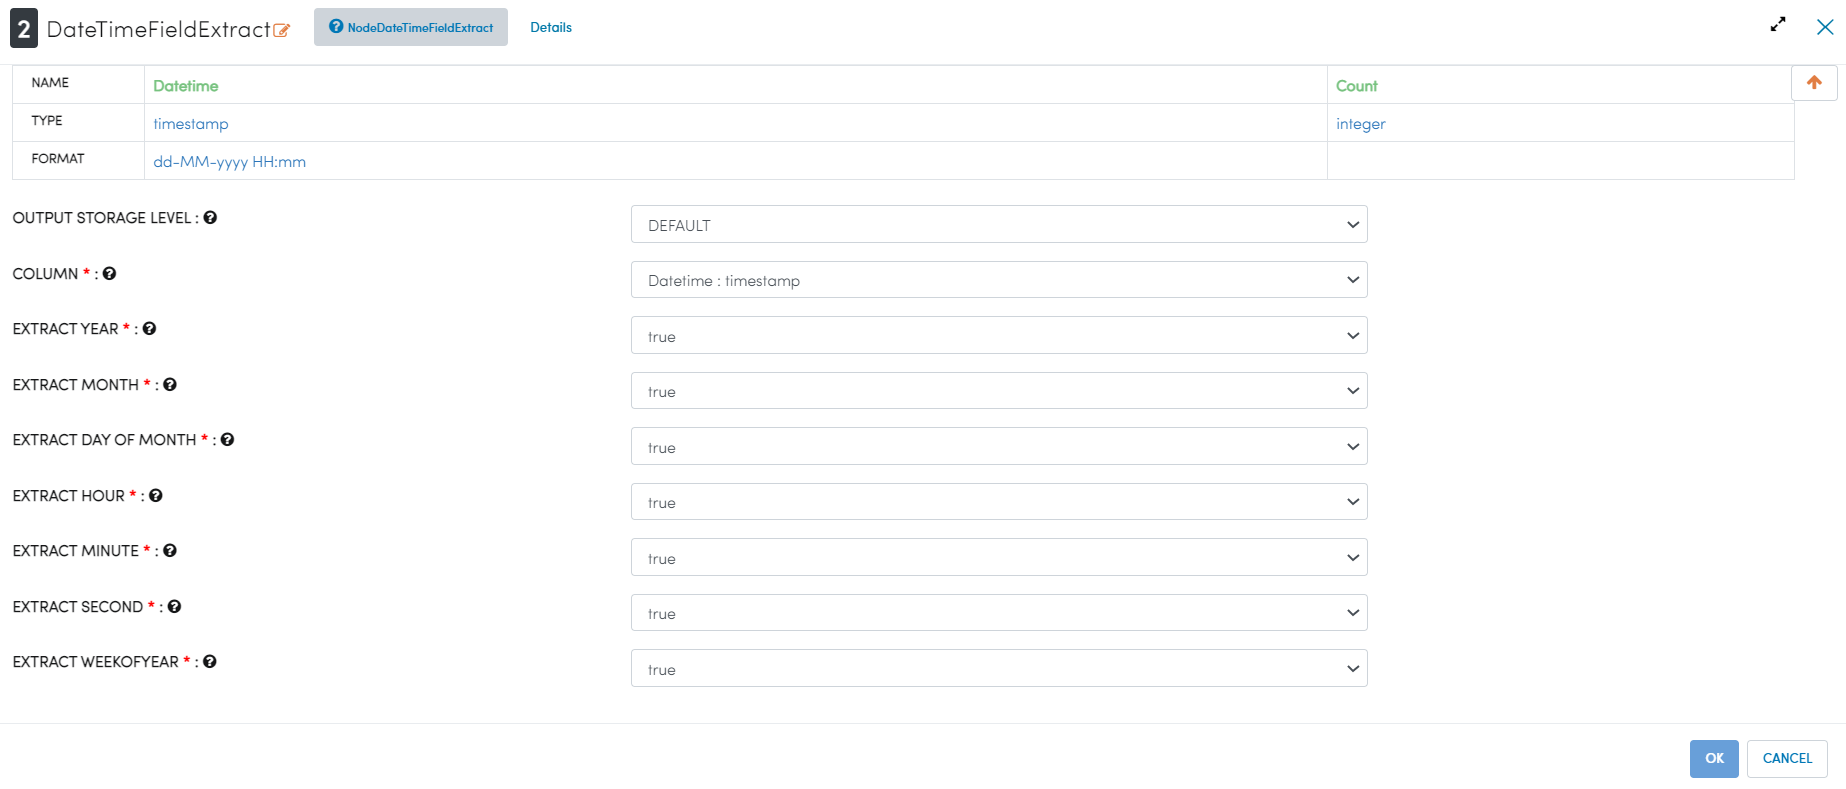 2 DateTimeFieldExtract NodeDateTimeFieldExtract Details
NAME Datetime Count
TYPE timestamp integer
FORMAT dd-MM-yyyy HH:mm
OUTPUT STORAGE LEVEL : DEFAULT
COLUMN * : Datetime : timestamp
EXTRACT YEAR * : true
EXTRACT MONTH * : true
EXTRACT DAY OF MONTH * : true
EXTRACT HOUR * : true
EXTRACT MINUTE * : true
EXTRACT SECOND * : true
EXTRACT WEEKOFYEAR * : true
OK CANCEL